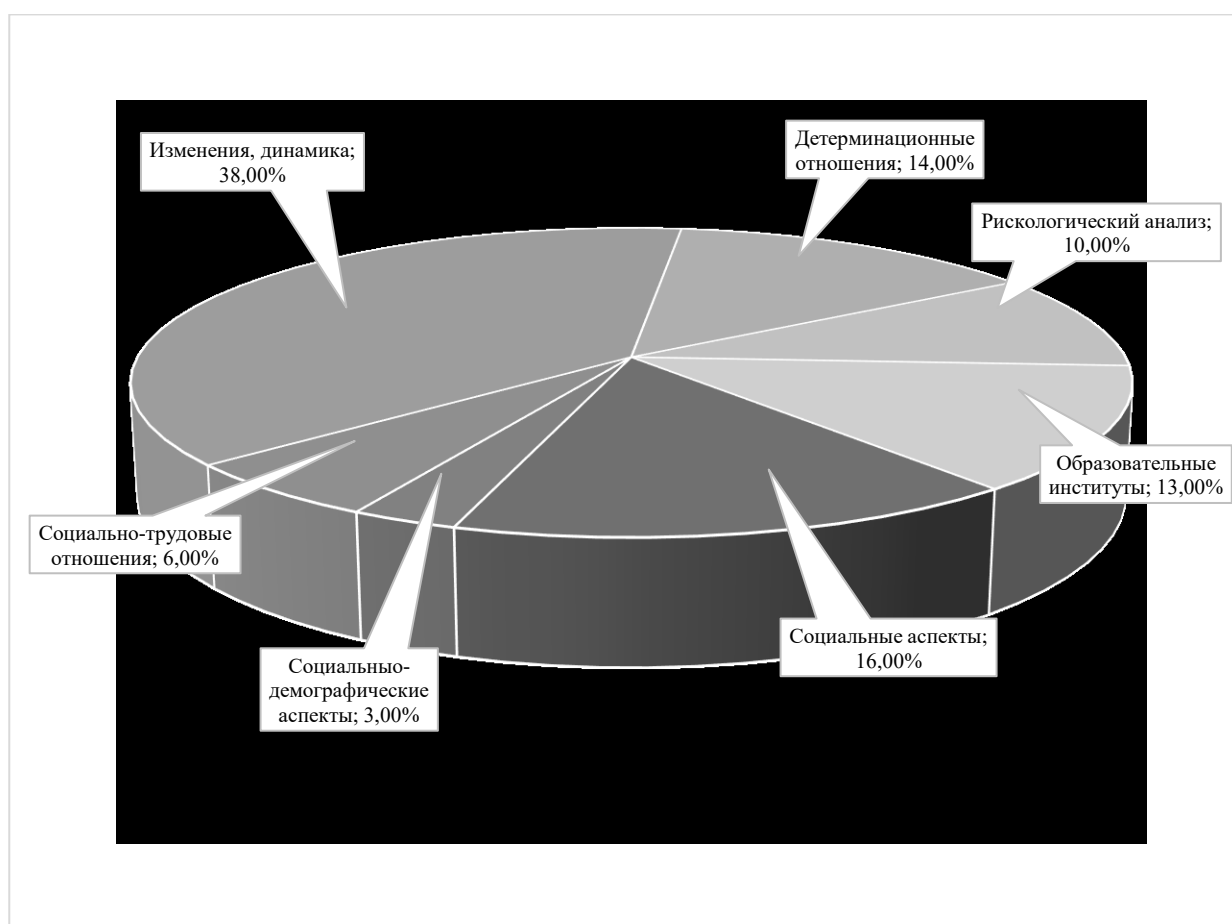 Изменения, динамика;
38,00%
Детерминационные
отношения; 14,00%
Рискологический анализ;
10,00%
Образовательные
институты; 13,00%
Социально-трудовые
отношения; 6,00%
Социальные аспекты;
16,00%
Социальныо-
демографические
аспекты; 3,00%